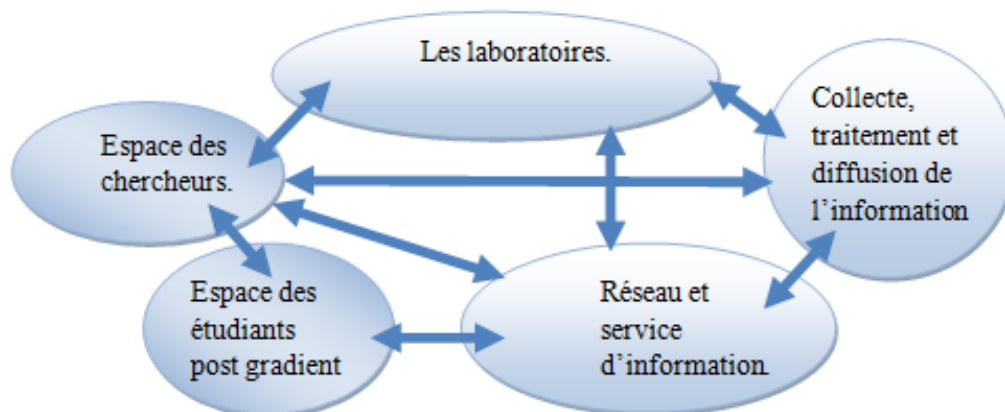 Les laboratoires.
Collecte,
traitement et
diffusion de
l’information
Espace des
chercheurs.
Espace des
étudiants
post gradient
Réseau et
service
d’information.